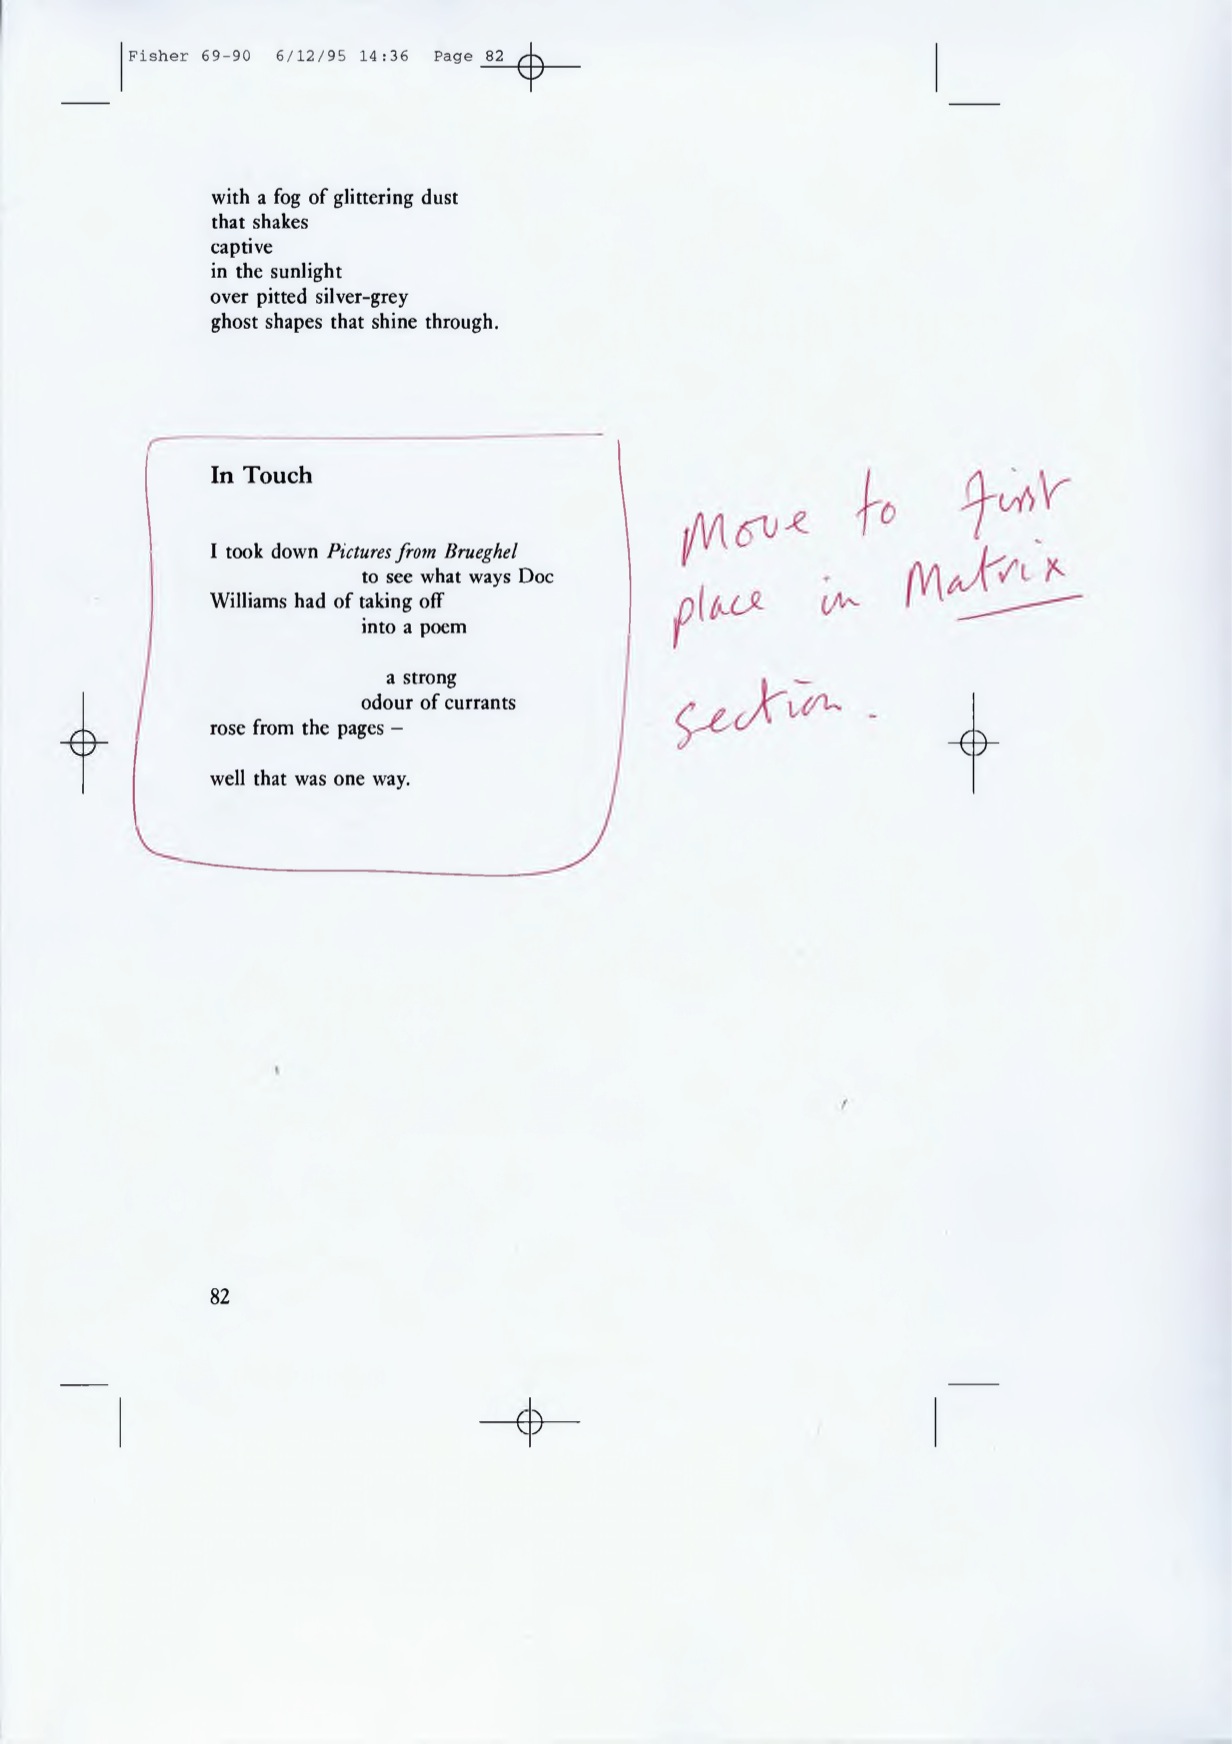 Fisher 69-90 6/12/95 14:36 Page 82
with a fog of glittering dust
that shakes
captive
in the sunlight
over pitted silver-grey
ghost shapes that shine through.
In Touch
I took down Pictures from Brueghel
to see what ways Doc
Williams had of taking off
into a poem
a strong
odour of currants
rose from the pages –
well that was one way.
Move to first
place in Matrix
section.
82